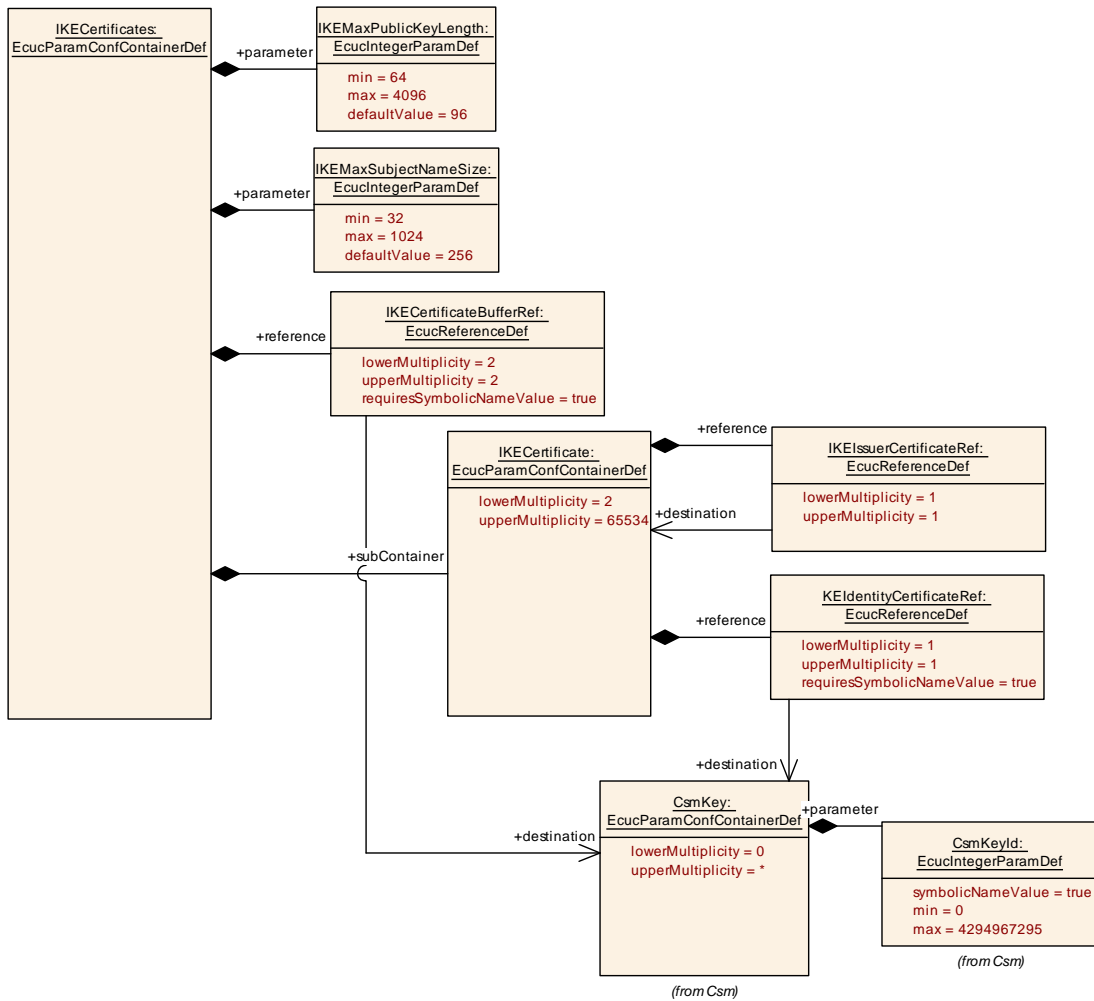 IKECertificates:
EcucParamConfContainerDef
+parameter
IKEMaxPublicKeyLength:
EcucIntegerParamDef
min = 64
max = 4096
defaultValue = 96
+parameter
IKEMaxSubjectNameSize:
EcucIntegerParamDef
min = 32
max = 1024
defaultValue = 256
+reference
IKECertificateBufferRef:
EcucReferenceDef
lowerMultiplicity = 2
upperMultiplicity = 2
requiresSymbolicNameValue = true
+subContainer
IKECertificate:
EcucParamConfContainerDef
lowerMultiplicity = 2
upperMultiplicity = 65534
+reference
IKEIssuerCertificateRef:
EcucReferenceDef
lowerMultiplicity = 1
upperMultiplicity = 1
+destination
+reference
KEIdentityCertificateRef:
EcucReferenceDef
lowerMultiplicity = 1
upperMultiplicity = 1
requiresSymbolicNameValue = true
+destination
+destination
CsmKey:
EcucParamConfContainerDef
lowerMultiplicity = 0
upperMultiplicity = *
(from Csm)
+parameter
CsmKeyId:
EcucIntegerParamDef
symbolicNameValue = true
min = 0
max = 4294967295
(from Csm)